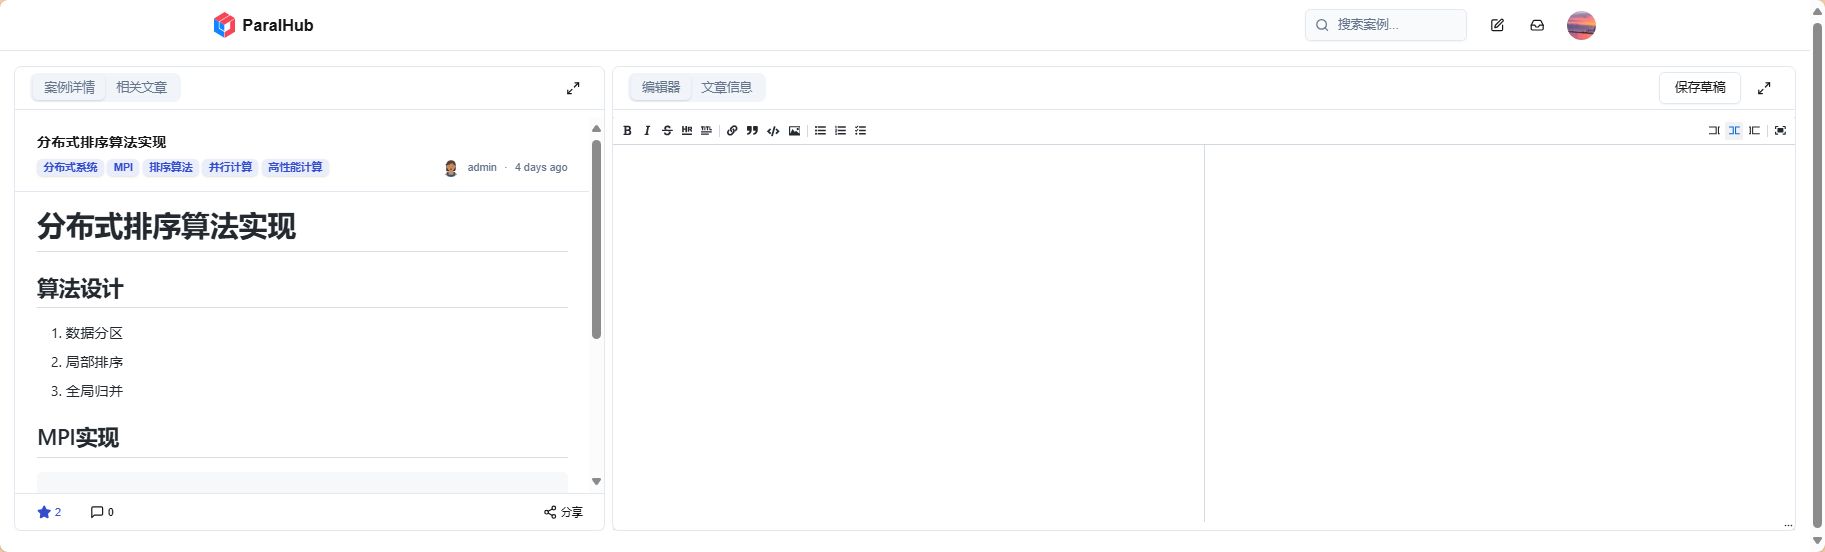 ParalHub
搜索案例...
案例详情 相关文章
分布式排序算法实现
分布式系统 MPI 排序算法 并行计算 高性能计算
admin · 4 days ago
分布式排序算法实现
算法设计
1. 数据分区
2. 局部排序
3. 全局归并
MPI实现
2 0 分享
编辑器 文章信息
保存草稿